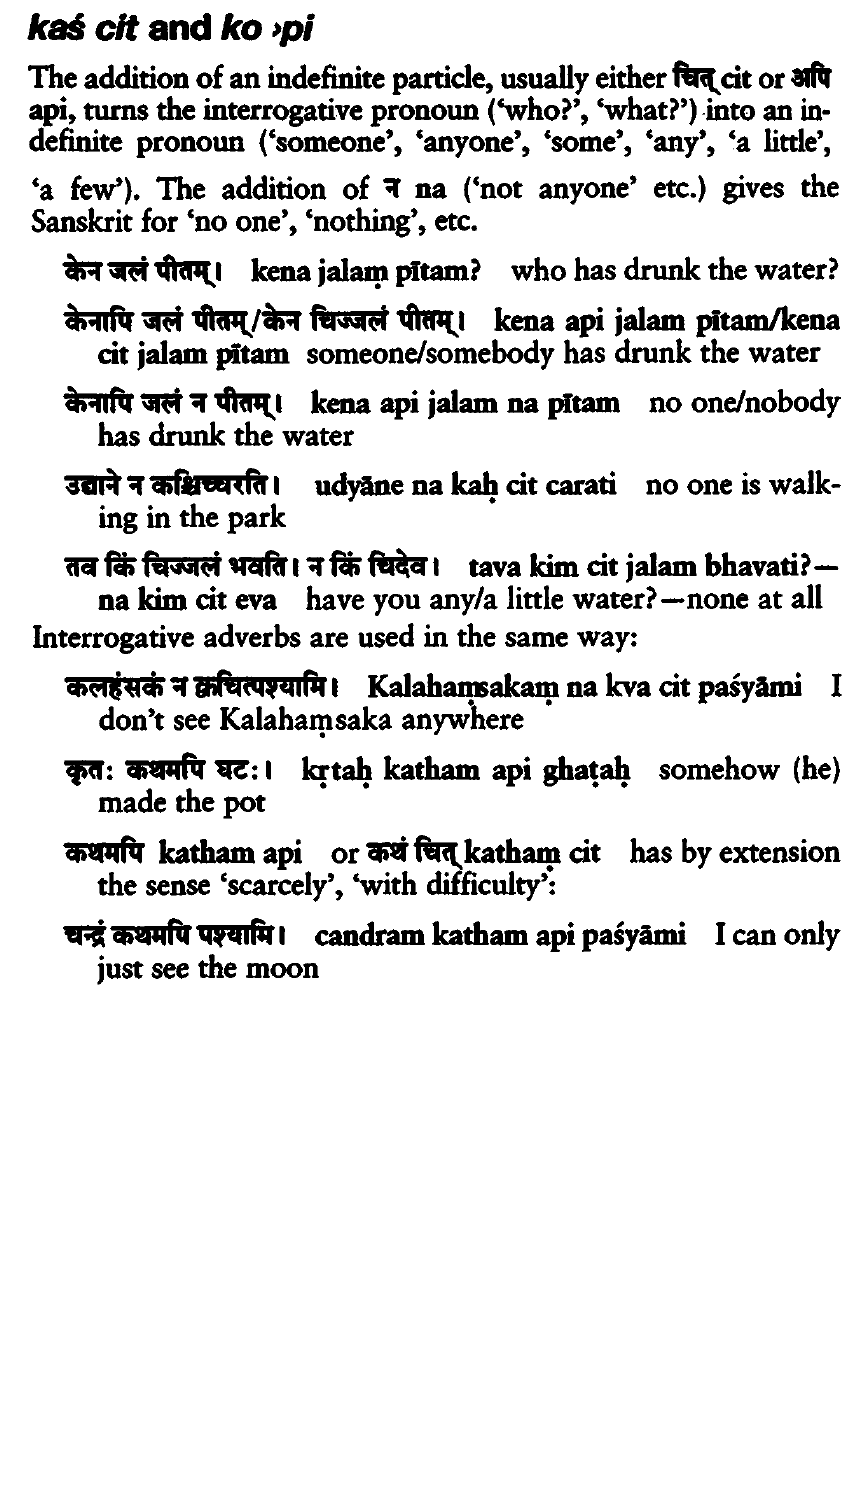 kaś cit and ko ›pi
The addition of an indefinite particle, usually either चित् cit or अपि
api, turns the interrogative pronoun (‘who?’, ‘what?’) into an in-
definite pronoun (‘someone’, ‘anyone’, ‘some’, ‘any’, ‘a little’,
‘a few’). The addition of न na (‘not anyone’ etc.) gives the
Sanskrit for ‘no one’, ‘nothing’, etc.
केन जलं पीतम्। kena jalaṃ pītam? who has drunk the water?
केनापि जलं पीतम्/केन चिज्जलं पीतम्। kena api jalam pītam/kena
cit jalam pītam someone/somebody has drunk the water
केनापि जलं न पीतम्। kena api jalam na pītam no one/nobody
has drunk the water
उद्याने न कश्चिच्चरति। udyāne na kaḥ cit carati no one is walk-
ing in the park
तव किं चिज्जलं भवति। न किं चिदेव। tava kim cit jalam bhavati?—
na kim cit eva have you any/a little water?—none at all
Interrogative adverbs are used in the same way:
कलहंसकं न क्वचित्पश्यामि। Kalahaṃsakaṃ na kva cit paśyāmi I
don’t see Kalahaṃsaka anywhere
कृतः कथमपि घटः। kṛtaḥ katham api ghaṭaḥ somehow (he)
made the pot
कथमपि katham api or कथं चित् kathaṃ cit has by extension
the sense ‘scarcely’, ‘with difficulty’:
चन्द्रं कथमपि पश्यामि। candram katham api paśyāmi I can only
just see the moon